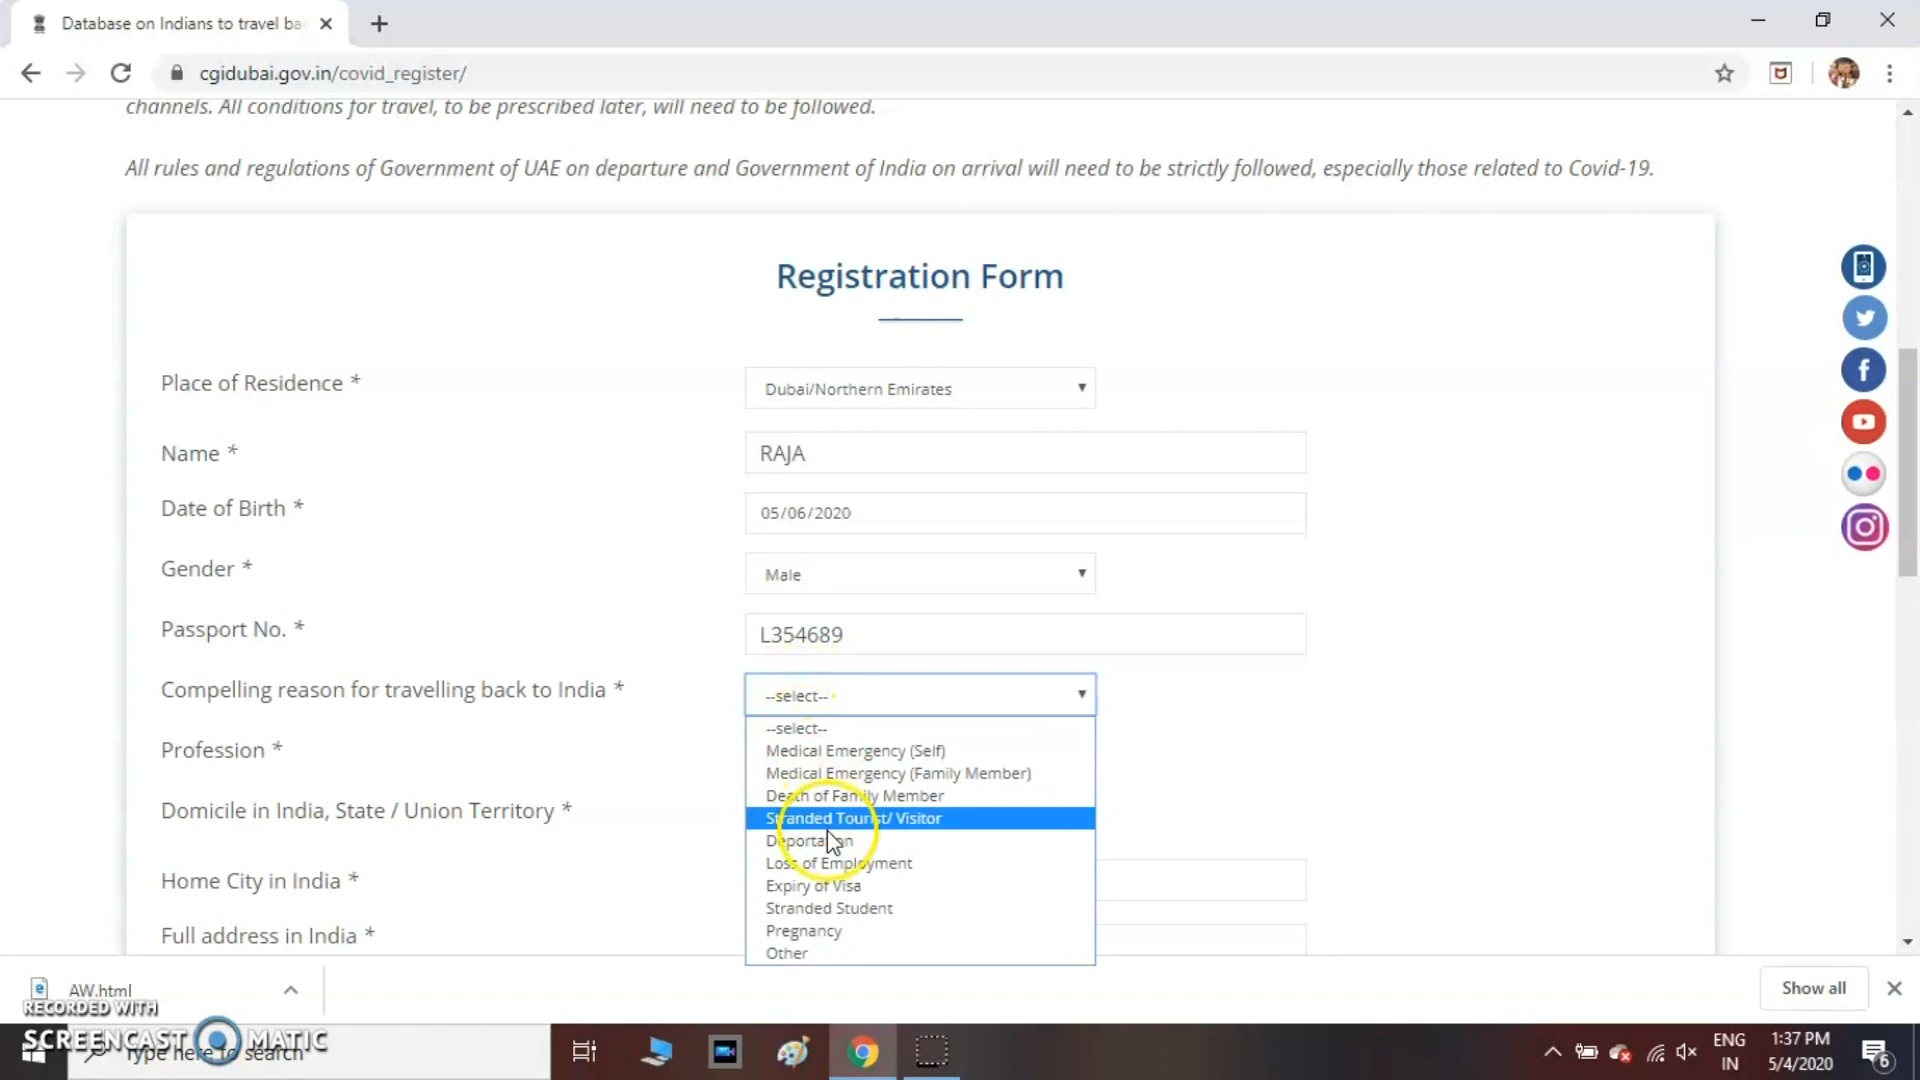 Database on Indians to travel ba
cgidubai.gov.in/covid_register/
channels. All conditions for travel, to be prescribed later, will need to be followed.
All rules and regulations of Government of UAE on departure and Government of India on arrival will need to be strictly followed, especially those related to Covid-19.
Registration Form
Place of Residence *
Dubai/Northern Emirates
Name *
RAJA
Date of Birth *
05/06/2020
Gender *
Male
Passport No. *
L354689
Compelling reason for travelling back to India *
--select--
--select--
Medical Emergency (Self)
Profession *
Medical Emergency (Family Member)
Death of Family Member
Domicile in India, State / Union Territory *
Stranded Tourist/ Visitor
Deportation
Loss of Employment
Home City in India *
Expiry of Visa
Stranded Student
Pregnancy
Full address in India *
Other
AW.html
Show all
RECORDED WITH
SCREENCAST MATIC
Type here to search
ENG
IN
1:37 PM
5/4/2020
6